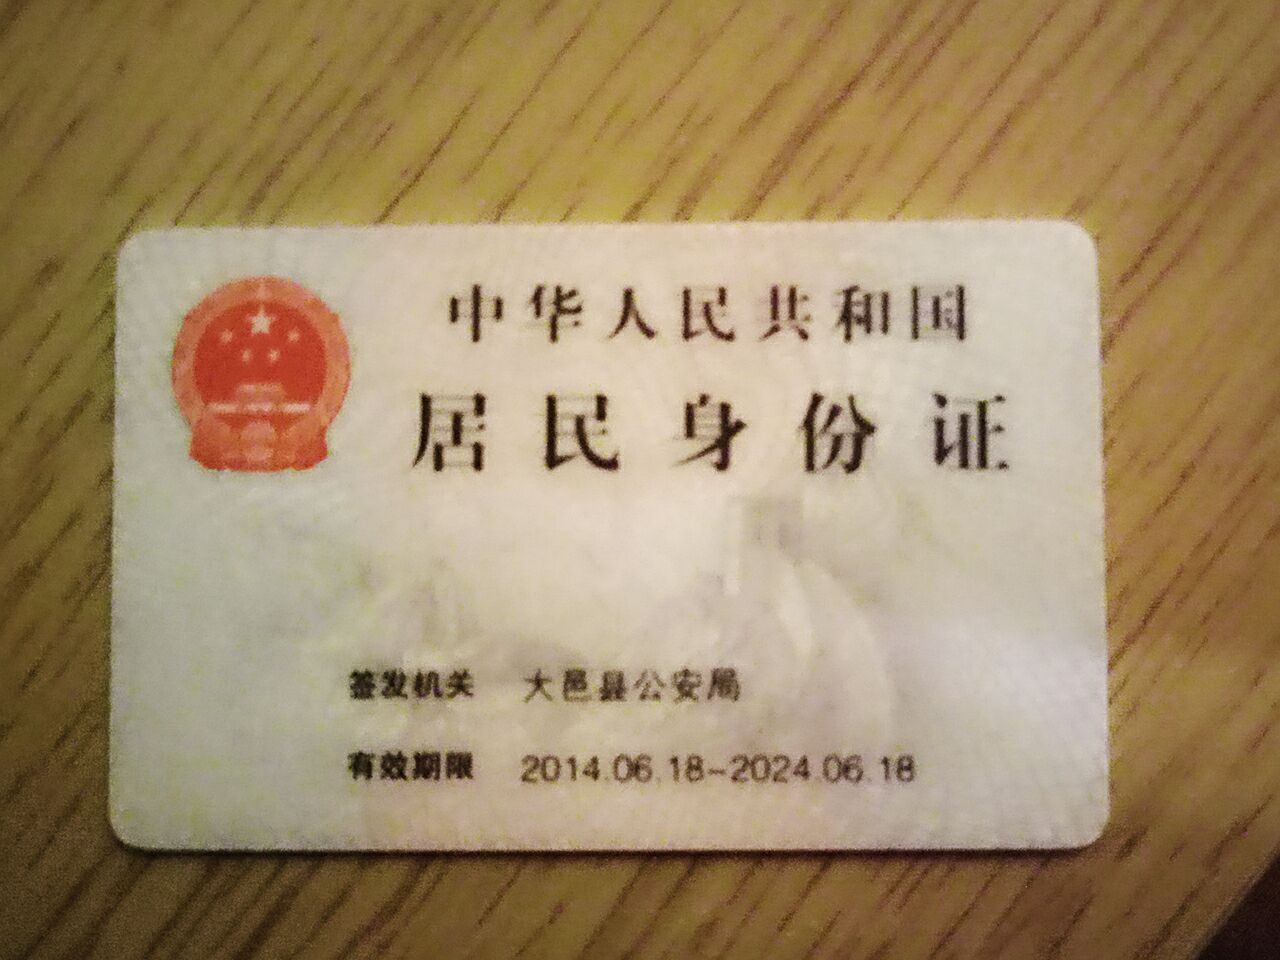 中华人民共和国
居民身份证
签发机关 大邑县公安局
有效期限 2014.06.18-2024.06.18